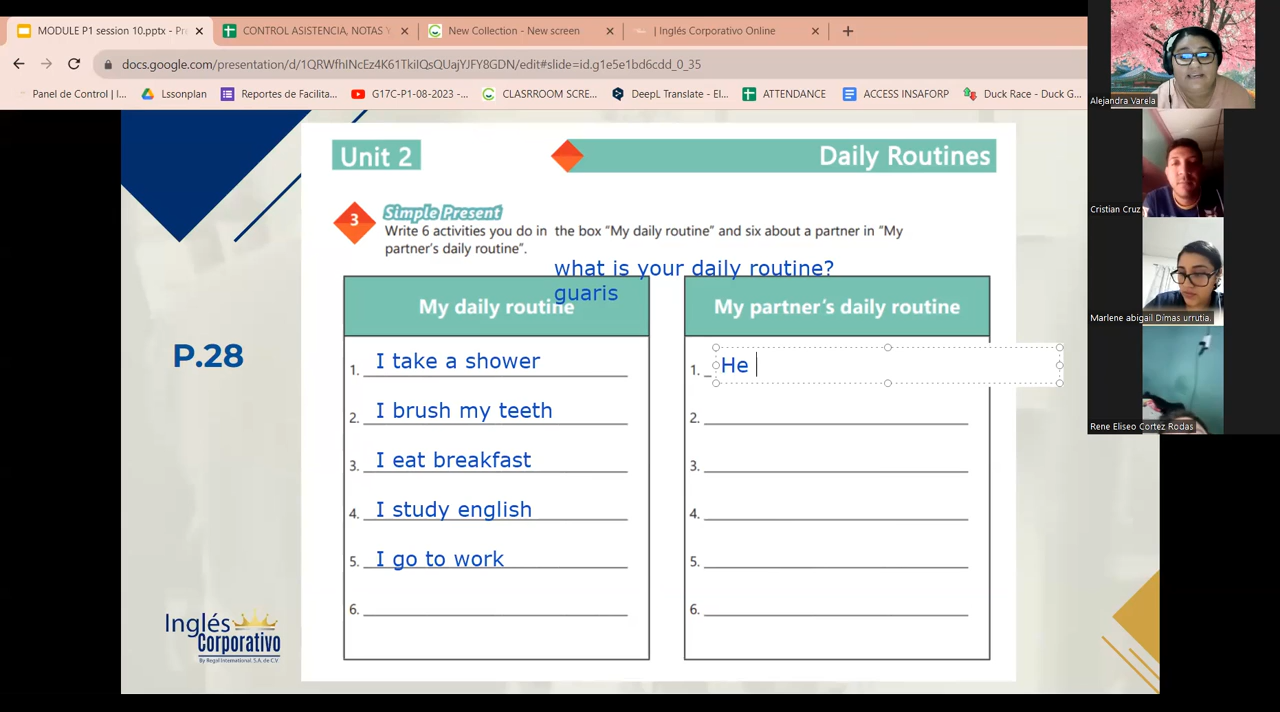 MODULE P1 session 10.pptx - Pre
CONTROL ASISTENCIA, NOTAS Y
New Collection - New screen
| Inglés Corporativo Online
docs.google.com/presentation/d/1QRWfhINcEz4K61TkiIQsQUajYJFY8GDN/edit#slide=id.g1e5e1bd6cdd_0_35
Panel de Control | I...
Lssonplan
Reportes de Facilita...
G17C-P1-08-2023 -...
CLASRROOM SCRE...
DeepL Translate - El...
ATTENDANCE
ACCESS INSAFORP
Duck Race - Duck G...
Alejandra Varela
Cristian Cruz
Marlene abigail Dimas urrutia.
Rene Eliseo Cortez Rodas
Unit 2
Daily Routines
3
Simple Present
Write 6 activities you do in the box "My daily routine" and six about a partner in "My
partner's daily routine".
what is your daily routine?
guaris
My daily routine
My partner's daily routine
P.28
1. I take a shower
2. I brush my teeth
3. I eat breakfast
4. I study english
5. I go to work
6.
1. He
2.
3.
4.
5.
6.
Inglés
Corporativo
By Regal International, S.A. de C.V